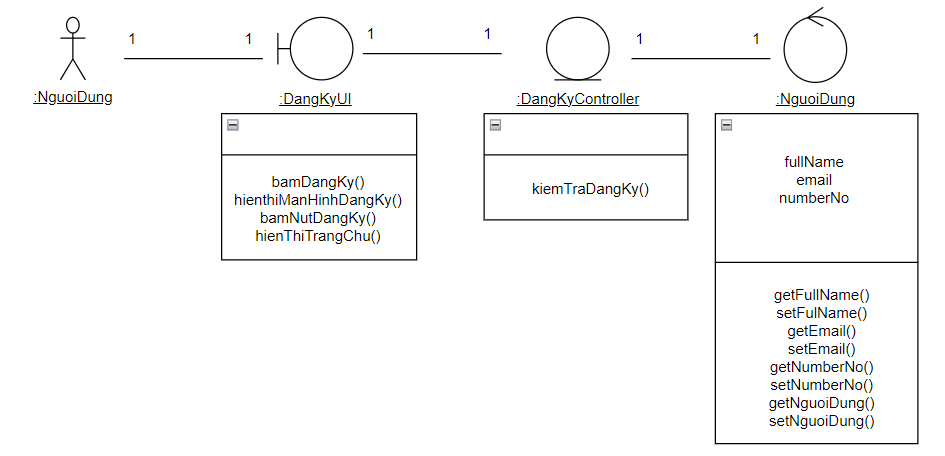 1 1 1 1 1 1
:NguoiDung :DangKyUI :DangKyController :NguoiDung
bamDangKy()
hienthiManHinhDangKy()
bamNutDangKy()
hienThiTrangChu()
kiemTraDangKy()
fullName
email
numberNo
getFullName()
setFulName()
getEmail()
setEmail()
getNumberNo()
setNumberNo()
getNguoiDung()
setNguoiDung()